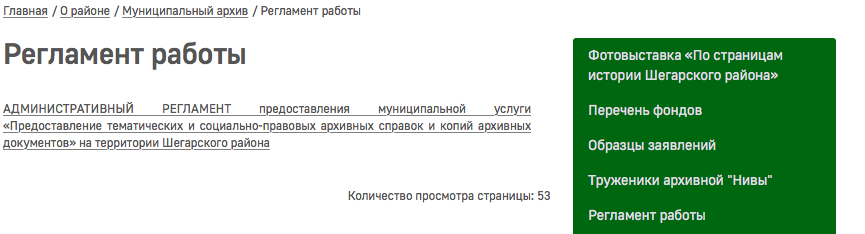 Главная / О районе / Муниципальный архив / Регламент работы
Регламент работы
АДМИНИСТРАТИВНЫЙ РЕГЛАМЕНТ предоставления муниципальной услуги
«Предоставление тематических и социально-правовых архивных справок и копий архивных
документов» на территории Шегарского района
Количество просмотра страницы: 53
Фотовыставка «По страницам
истории Шегарского района»
Перечень фондов
Образцы заявлений
Труженики архивной "Нивы"
Регламент работы